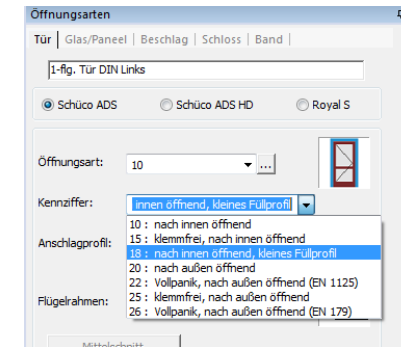 Öffnungsarten
Tür | Glas/Paneel | Beschlag | Schloss | Band |
1-flg. Tür DIN Links
Schüco ADS Schüco ADS HD Royal S
Öffnungsart: 10 ...
Kennziffer: innen öffnend, kleines Füllprofil
10 : nach innen öffnend
15 : klemmfrei, nach innen öffnend
Anschlagprofil: 18 : nach innen öffnend, kleines Füllprofil
20 : nach außen öffnend
22 : Vollpanik, nach außen öffnend (EN 1125)
25 : klemmfrei, nach außen öffnend
Flügelrahmen: 26 : Vollpanik, nach außen öffnend (EN 179)